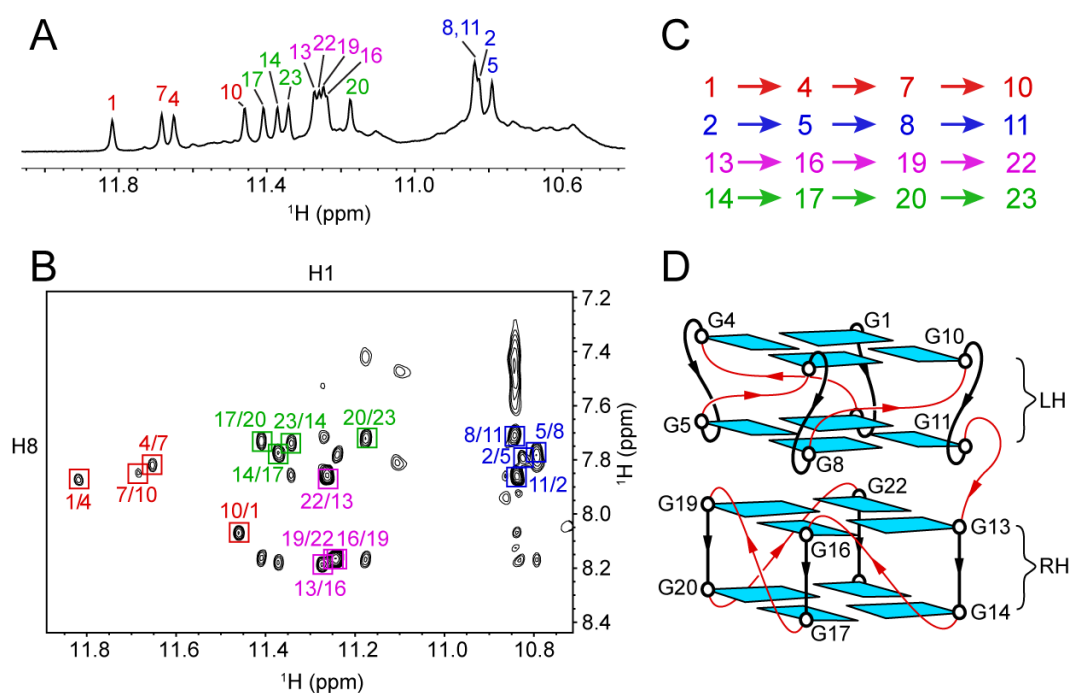 A
1
7
4
10
17
14
23
13
22
19
16
20
8,11
2
5
11.8
11.4
11.0
10.6
¹H (ppm)
C
1 → 4 → 7 → 10
2 → 5 → 8 → 11
13 → 16 → 19 → 22
14 → 17 → 20 → 23
B
H1
H8
17/20
23/14
20/23
4/7
14/17
1/4
7/10
22/13
8/11
5/8
2/5
11/2
10/1
19/22
16/19
13/16
7.2
7.4
7.6
7.8
8.0
8.2
8.4
¹H (ppm)
11.8
11.6
11.4
11.2
11.0
10.8
¹H (ppm)
D
G4
G1
G10
G5
G11
G8
LH
G19
G22
G16
G13
G20
G17
G14
RH